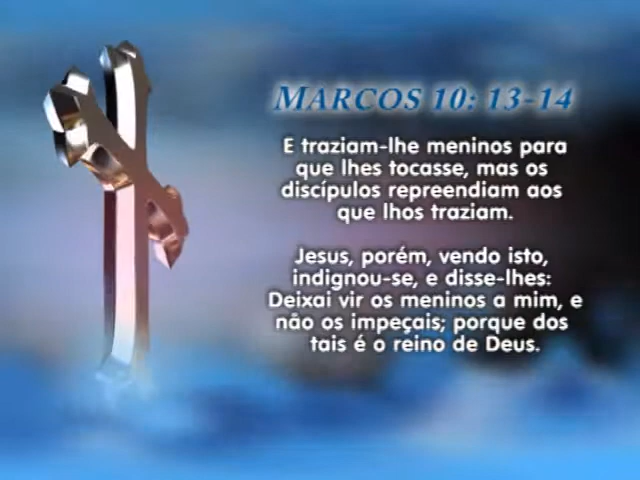 MARCOS 10: 13-14
E traziam-lhe meninos para
que lhes tocasse, mas os
discípulos repreendiam aos
que lhos traziam.
Jesus, porém, vendo isto,
indignou-se, e disse-lhes:
Deixai vir os meninos a mim, e
não os impeçais; porque dos
tais é o reino de Deus.